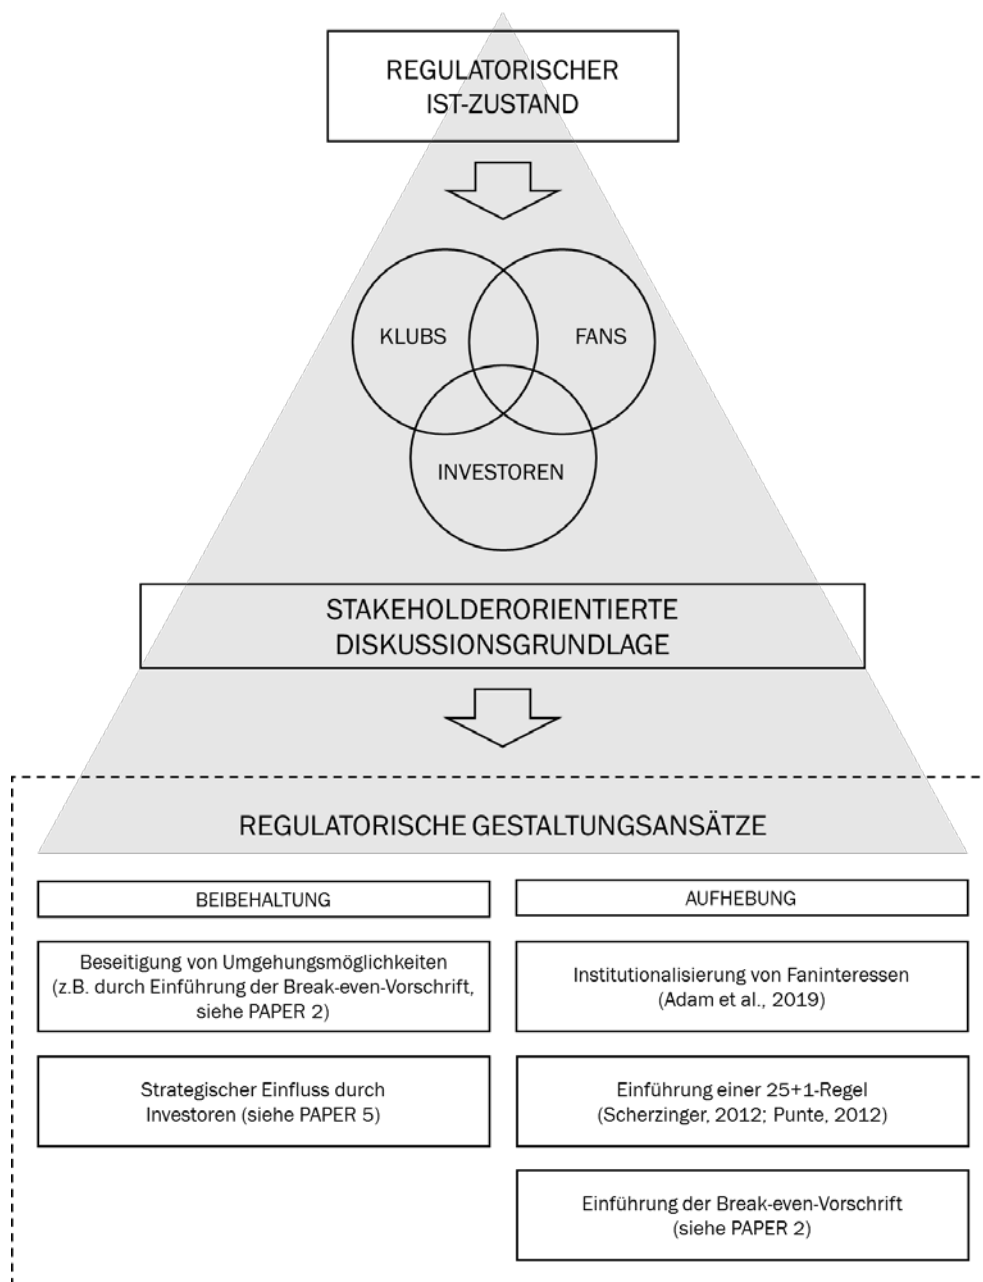 REGULATORISCHER
IST-ZUSTAND
KLUBS
FANS
INVESTOREN
STAKEHOLDERORIENTIERTE
DISKUSSIONSGRUNDLAGE
REGULATORISCHE GESTALTUNGSANSÄTZE
BEIBEHALTUNG
Beseitigung von Umgehungsmöglichkeiten
(z.B. durch Einführung der Break-even-Vorschrift,
siehe PAPER 2)
Strategischer Einfluss durch
Investoren (siehe PAPER 5)
AUFHEBUNG
Institutionalisierung von Faninteressen
(Adam et al., 2019)
Einführung einer 25+1-Regel
(Scherzinger, 2012; Punte, 2012)
Einführung der Break-even-Vorschrift
(siehe PAPER 2)